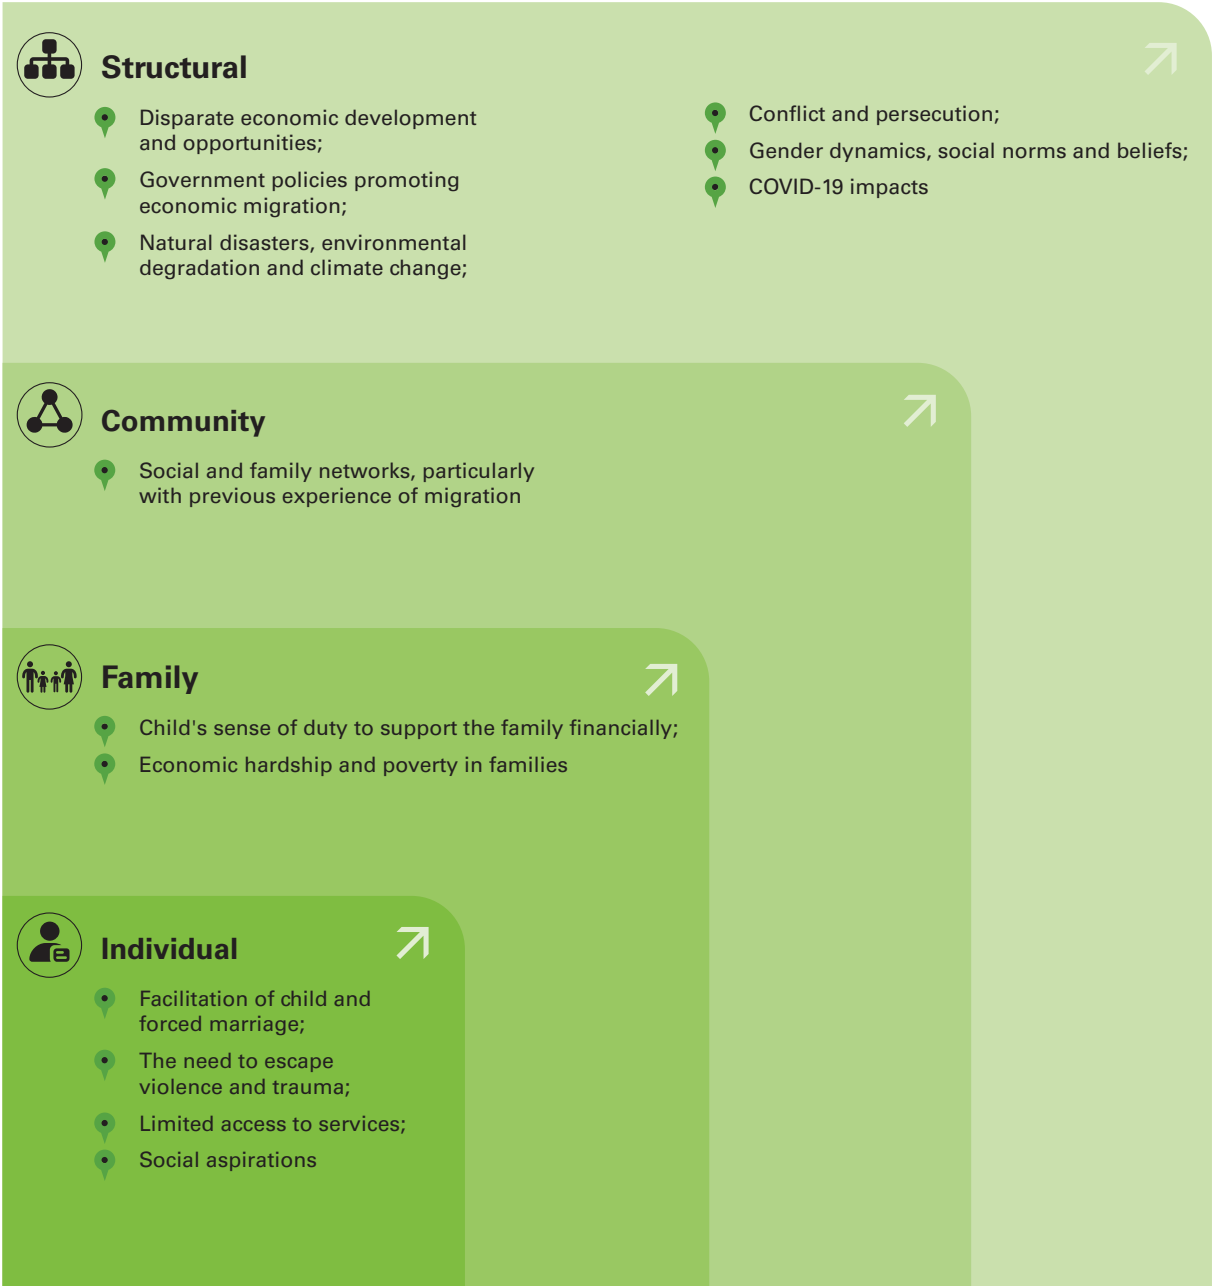 Structural
Disparate economic development
and opportunities;
Government policies promoting
economic migration;
Natural disasters, environmental
degradation and climate change;
Conflict and persecution;
Gender dynamics, social norms and beliefs;
COVID-19 impacts
Community
Social and family networks, particularly
with previous experience of migration
Family
Child's sense of duty to support the family financially;
Economic hardship and poverty in families
Individual
Facilitation of child and
forced marriage;
The need to escape
violence and trauma;
Limited access to services;
Social aspirations